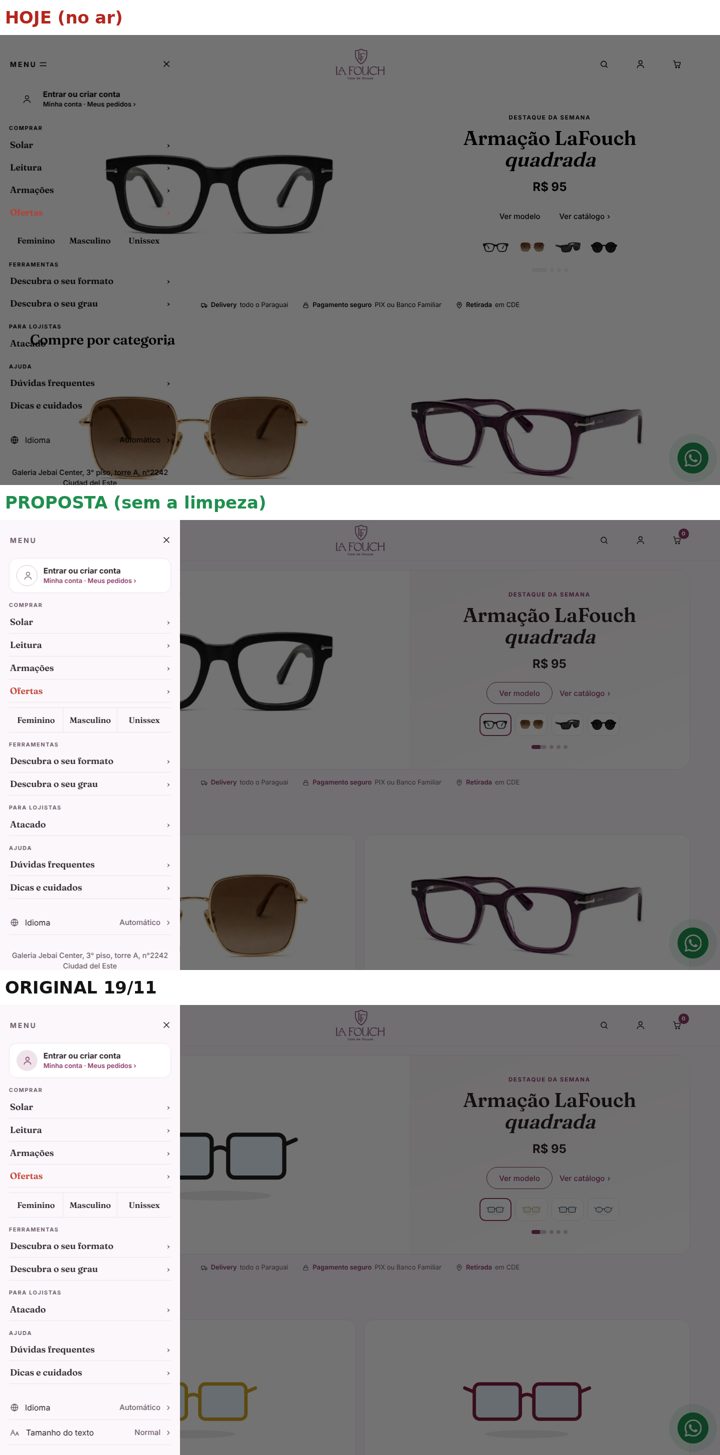 HOJE (no ar)
MENU
LA FOUCH
Entrar ou criar conta
Minha conta · Meus pedidos ›
COMPRAR
Solar ›
Leitura ›
Armações ›
Ofertas ›
Feminino Masculino Unissex
FERRAMENTAS
Descubra o seu formato ›
Descubra o seu grau ›
PARA LOJISTAS
Atacado
AJUDA
Dúvidas frequentes ›
Dicas e cuidados
Idioma Automático ›
Galeria Jebai Center, 3° piso, torre A, n°2242
Ciudad del Este
DESTAQUE DA SEMANA
Armação LaFouch
quadrada
R$ 95
Ver modelo Ver catálogo ›
Delivery todo o Paraguai Pagamento seguro PIX ou Banco Familiar Retirada em CDE
Compre por categoria
PROPOSTA (sem a limpeza)
MENU
LA FOUCH
0
Entrar ou criar conta
Minha conta · Meus pedidos ›
COMPRAR
Solar ›
Leitura ›
Armações ›
Ofertas ›
Feminino Masculino Unissex
FERRAMENTAS
Descubra o seu formato ›
Descubra o seu grau ›
PARA LOJISTAS
Atacado ›
AJUDA
Dúvidas frequentes ›
Dicas e cuidados ›
Idioma Automático ›
Galeria Jebai Center, 3° piso, torre A, n°2242
Ciudad del Este
DESTAQUE DA SEMANA
Armação LaFouch
quadrada
R$ 95
Ver modelo Ver catálogo ›
Delivery todo o Paraguai Pagamento seguro PIX ou Banco Familiar Retirada em CDE
ORIGINAL 19/11
MENU
LA FOUCH
0
Entrar ou criar conta
Minha conta · Meus pedidos ›
COMPRAR
Solar ›
Leitura ›
Armações ›
Ofertas ›
Feminino Masculino Unissex
FERRAMENTAS
Descubra o seu formato ›
Descubra o seu grau ›
PARA LOJISTAS
Atacado ›
AJUDA
Dúvidas frequentes ›
Dicas e cuidados ›
Idioma Automático ›
AA Tamanho do texto Normal ›
DESTAQUE DA SEMANA
Armação LaFouch
quadrada
R$ 95
Ver modelo Ver catálogo ›
Delivery todo o Paraguai Pagamento seguro PIX ou Banco Familiar Retirada em CDE